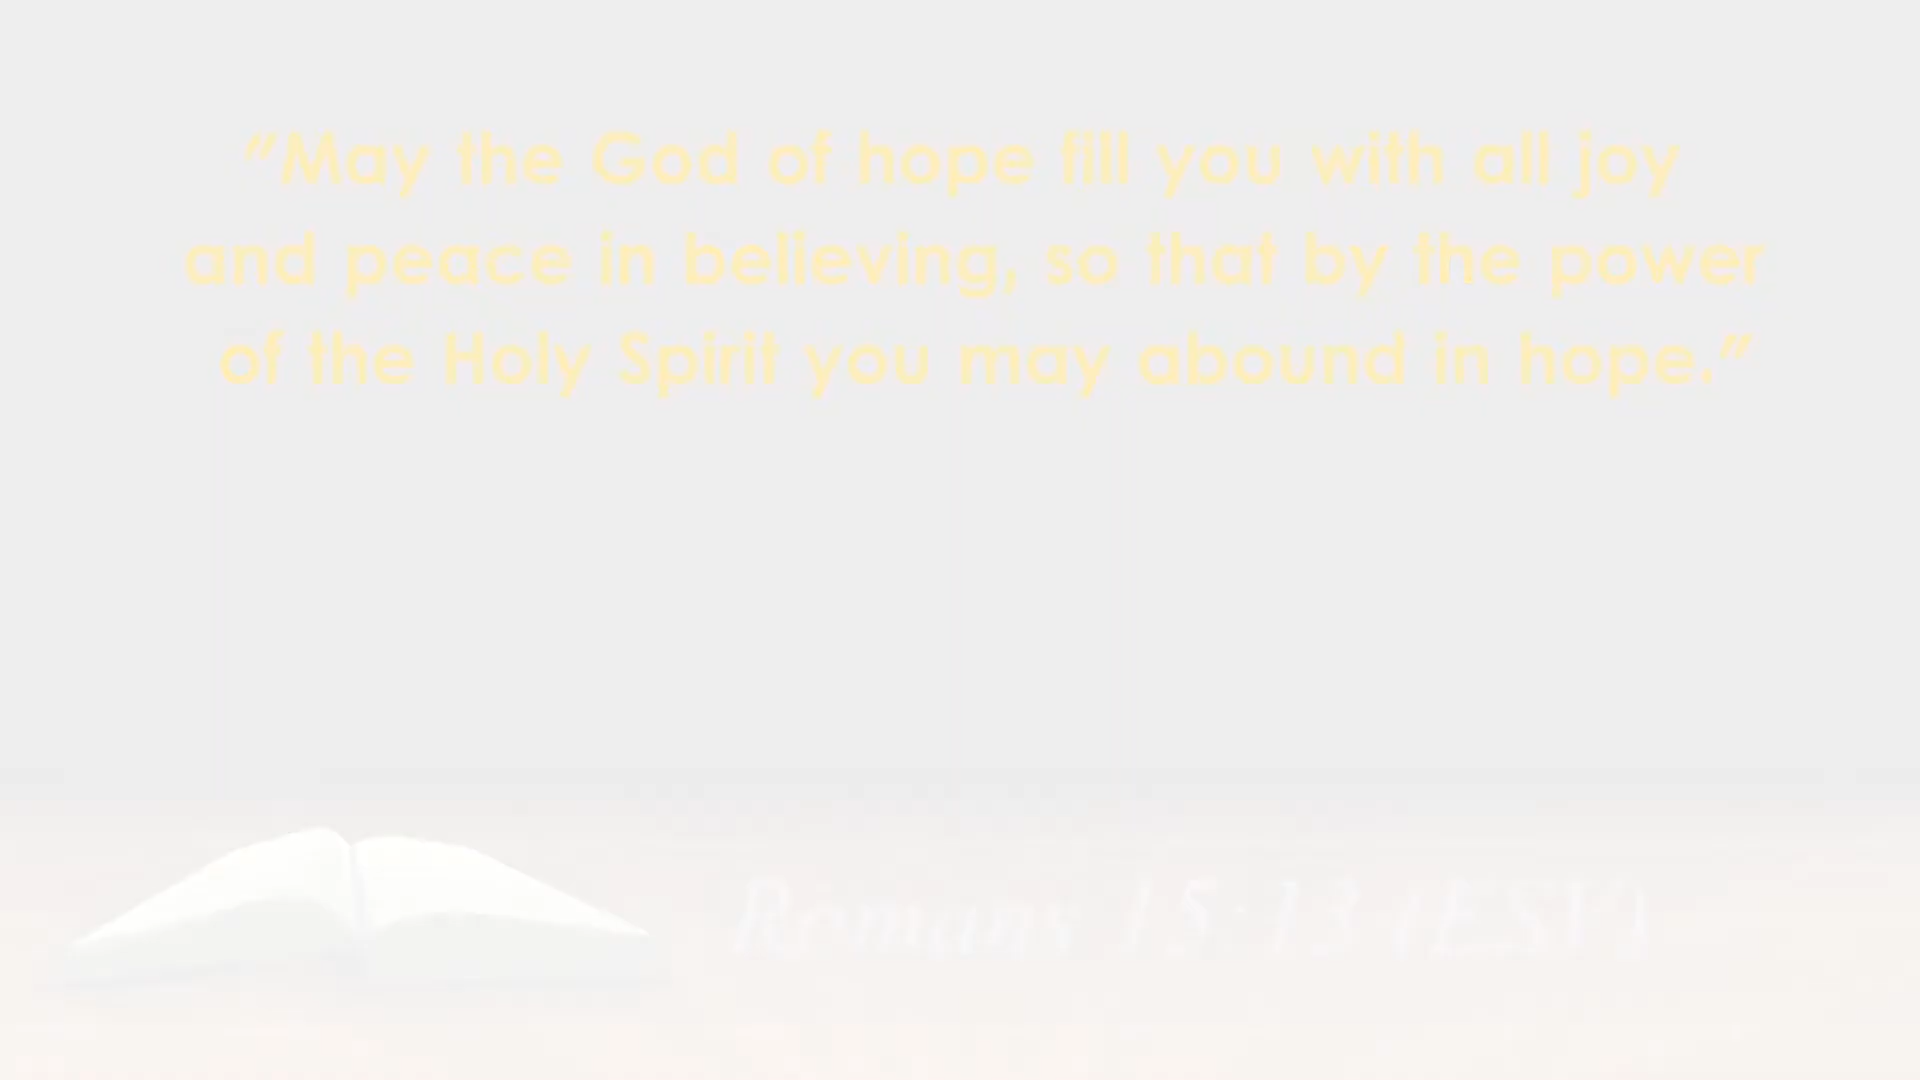 "May the God of hope fill you with all joy
and peace in believing, so that by the power
of the Holy Spirit you may abound in hope."
Romans 15:13 (ESV)